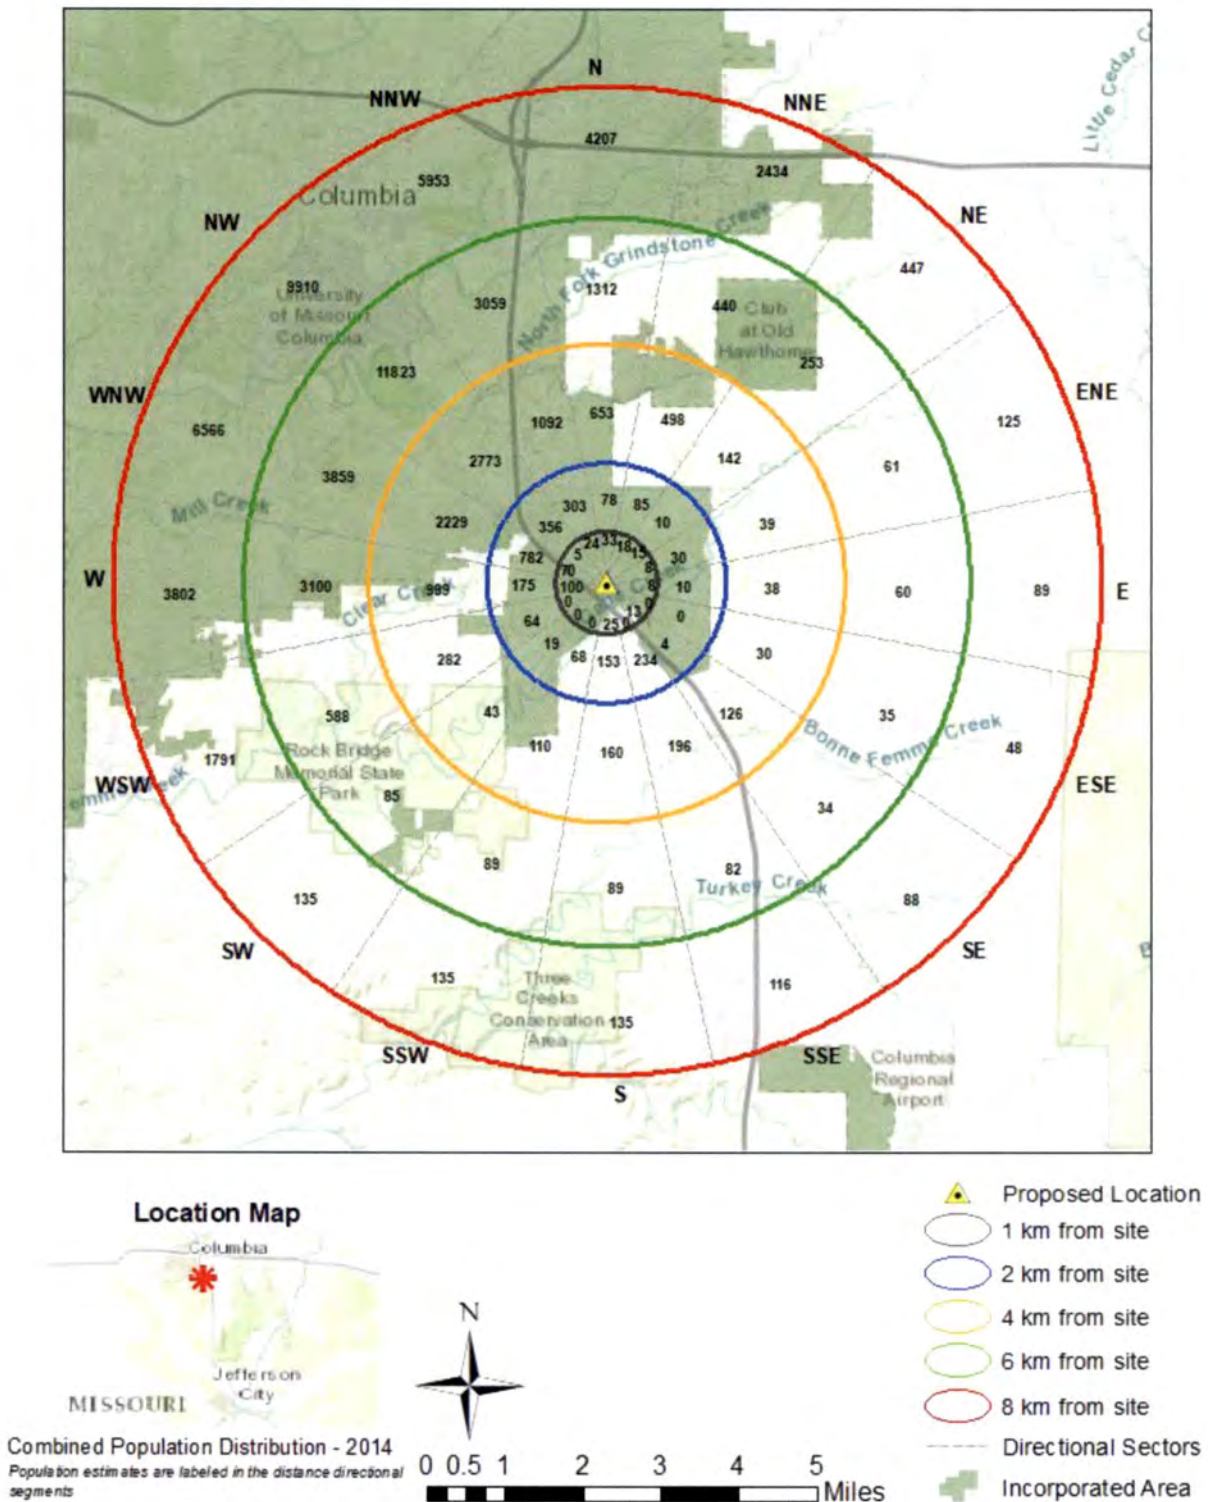 N
NNW
NNE
Little Cedar
4207
5953
2434
Columbia
NW
NE
447
9910
University
of Missouri
Columbia
3059
North Fork Grindstone Creek
1312
440
Club
at Old
Hawthorne
253
11823
WNW
ENE
6566
1092
653
498
125
3859
2773
142
61
Mill Creek
2229
303
78
85
356
10
39
782
24
33
18
15
5
30
70
8
W
3802
3100
999
Clear Creek
175
100
8
10
38
60
89
E
0
0
64
0
0
25
0
13
0
19
68
153
234
4
282
30
588
43
126
35
Bonne Femme Creek
48
1791
Rock Bridge
Memorial State
Park
110
160
196
WSW
85
34
ESE
89
82
89
Turkey Creek
135
88
SW
SE
135
Three
Creeks
Conservation
Area
135
116
SSW
SSE
S
Columbia
Regional
Airport
Location Map
Columbia
Jefferson
City
MISSOURI
Combined Population Distribution - 2014
Population estimates are labeled in the distance directional
segments
N
0 0.5 1 2 3 4 5
Miles
Proposed Location
1 km from site
2 km from site
4 km from site
6 km from site
8 km from site
Directional Sectors
Incorporated Area